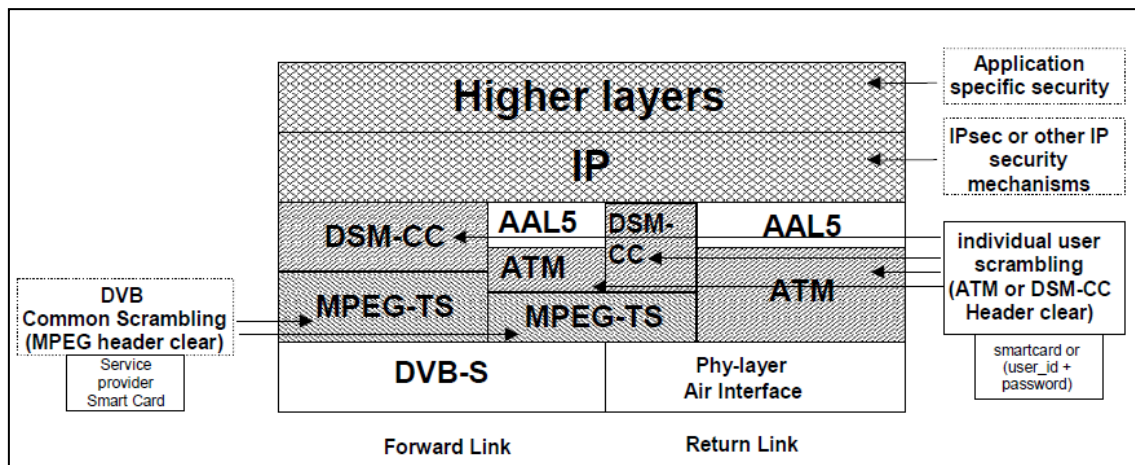 Higher layers
IP
DSM-CC
AAL5
DSM-
CC
AAL5
ATM
ATM
MPEG-TS
MPEG-TS
DVB-S
Phy-layer
Air Interface
Forward Link
Return Link
DVB
Common Scrambling
(MPEG header clear)
Service
provider
Smart Card
Application
specific security
IPsec or other IP
security
mechanisms
individual user
scrambling
(ATM or DSM-CC
Header clear)
smartcard or
(user_id +
password)